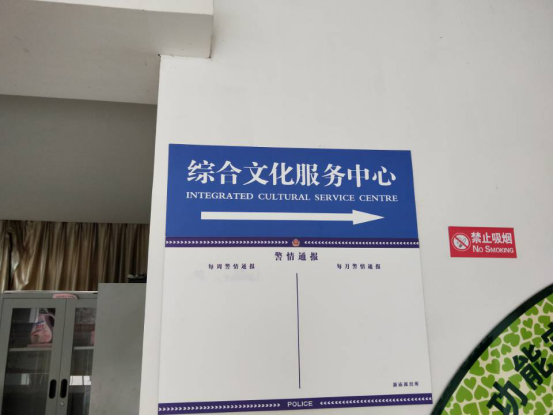 综合文化服务中心
INTEGRATED CULTURAL SERVICE CENTRE
禁止吸烟
NO SMOKING
警情通报
每周警情通报
每月警情通报
POLICE
功能